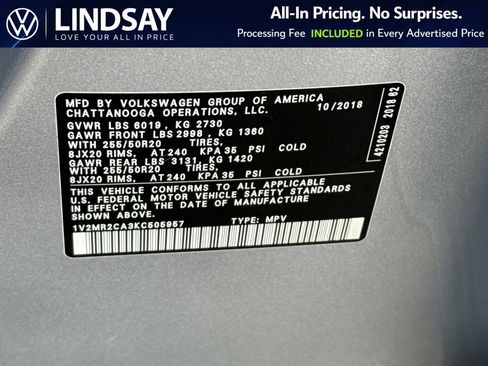 LINDSAY
LOVE YOUR ALL IN PRICE
All-In Pricing. No Surprises.
Processing Fee INCLUDED in Every Advertised Price
MFD BY VOLKSWAGEN GROUP OF AMERICA
CHATTANOOGA OPERATIONS, LLC. 10/2018
GVWR LBS 6019, KG 2730
GAWR FRONT LBS 2998, KG 1360
WITH 255/50R20 TIRES,
8JX20 RIMS, AT 240 KPA 35 PSI COLD
GAWR REAR LBS 3131, KG 1420
WITH 255/50R20 TIRES,
8JX20 RIMS, AT 240 KPA 35 PSI COLD
THIS VEHICLE CONFORMS TO ALL APPLICABLE
U.S. FEDERAL MOTOR VEHICLE SAFETY STANDARDS
IN EFFECT ON THE DATE OF MANUFACTURE
SHOWN ABOVE.
1V2MR2CA3KC505957 TYPE: MPV
4210203 2018 62